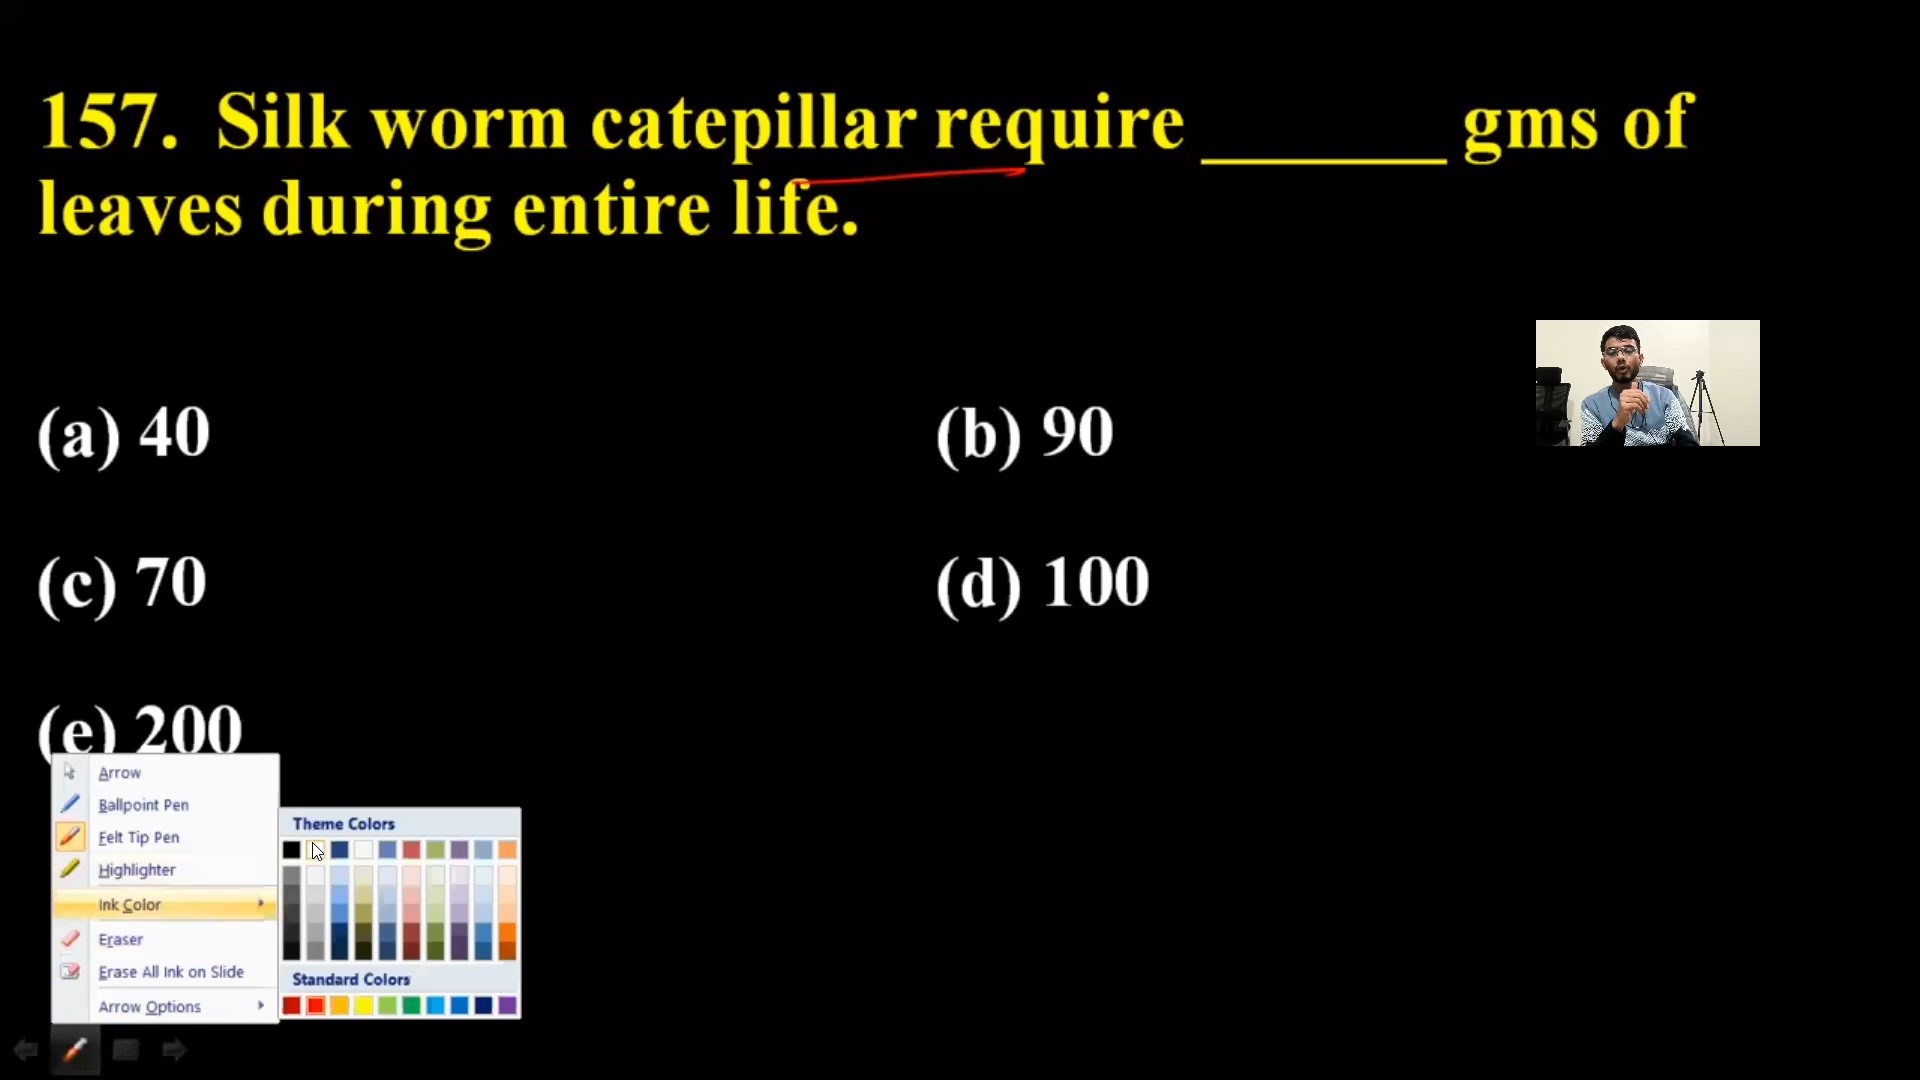 157. Silk worm catepillar require _______ gms of
leaves during entire life.
(a) 40
(b) 90
(c) 70
(d) 100
(e) 200
Arrow
Ballpoint Pen
Felt Tip Pen
Highlighter
Ink Color
Eraser
Erase All Ink on Slide
Arrow Options
Theme Colors
Standard Colors